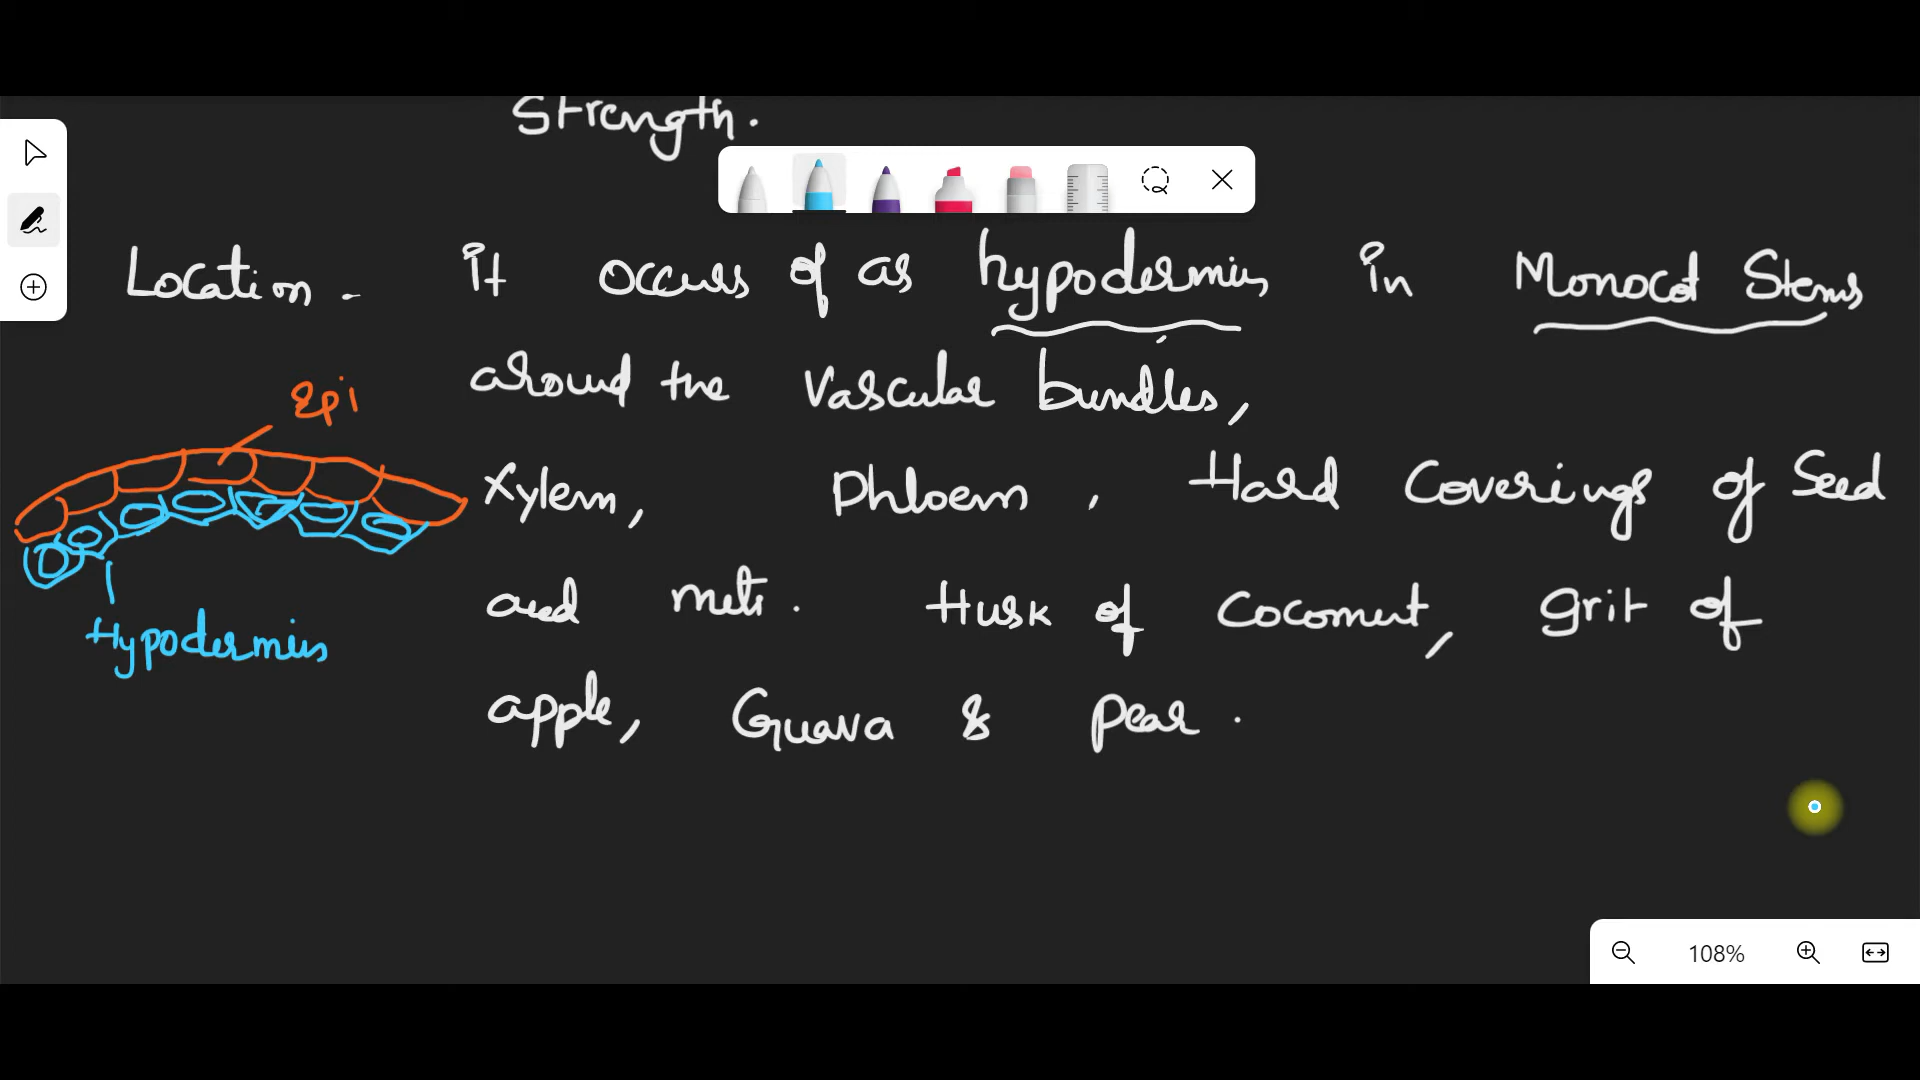 Strength.
Location - it occurs of as hypodermis in Monocot Stems
around the Vascular bundles,
Epi
Xylem, Phloem, Hard Coverings of Seed
and nuts. Husk of Coconut, grit of
Hypodermis
apple, Guava & pear.
108%